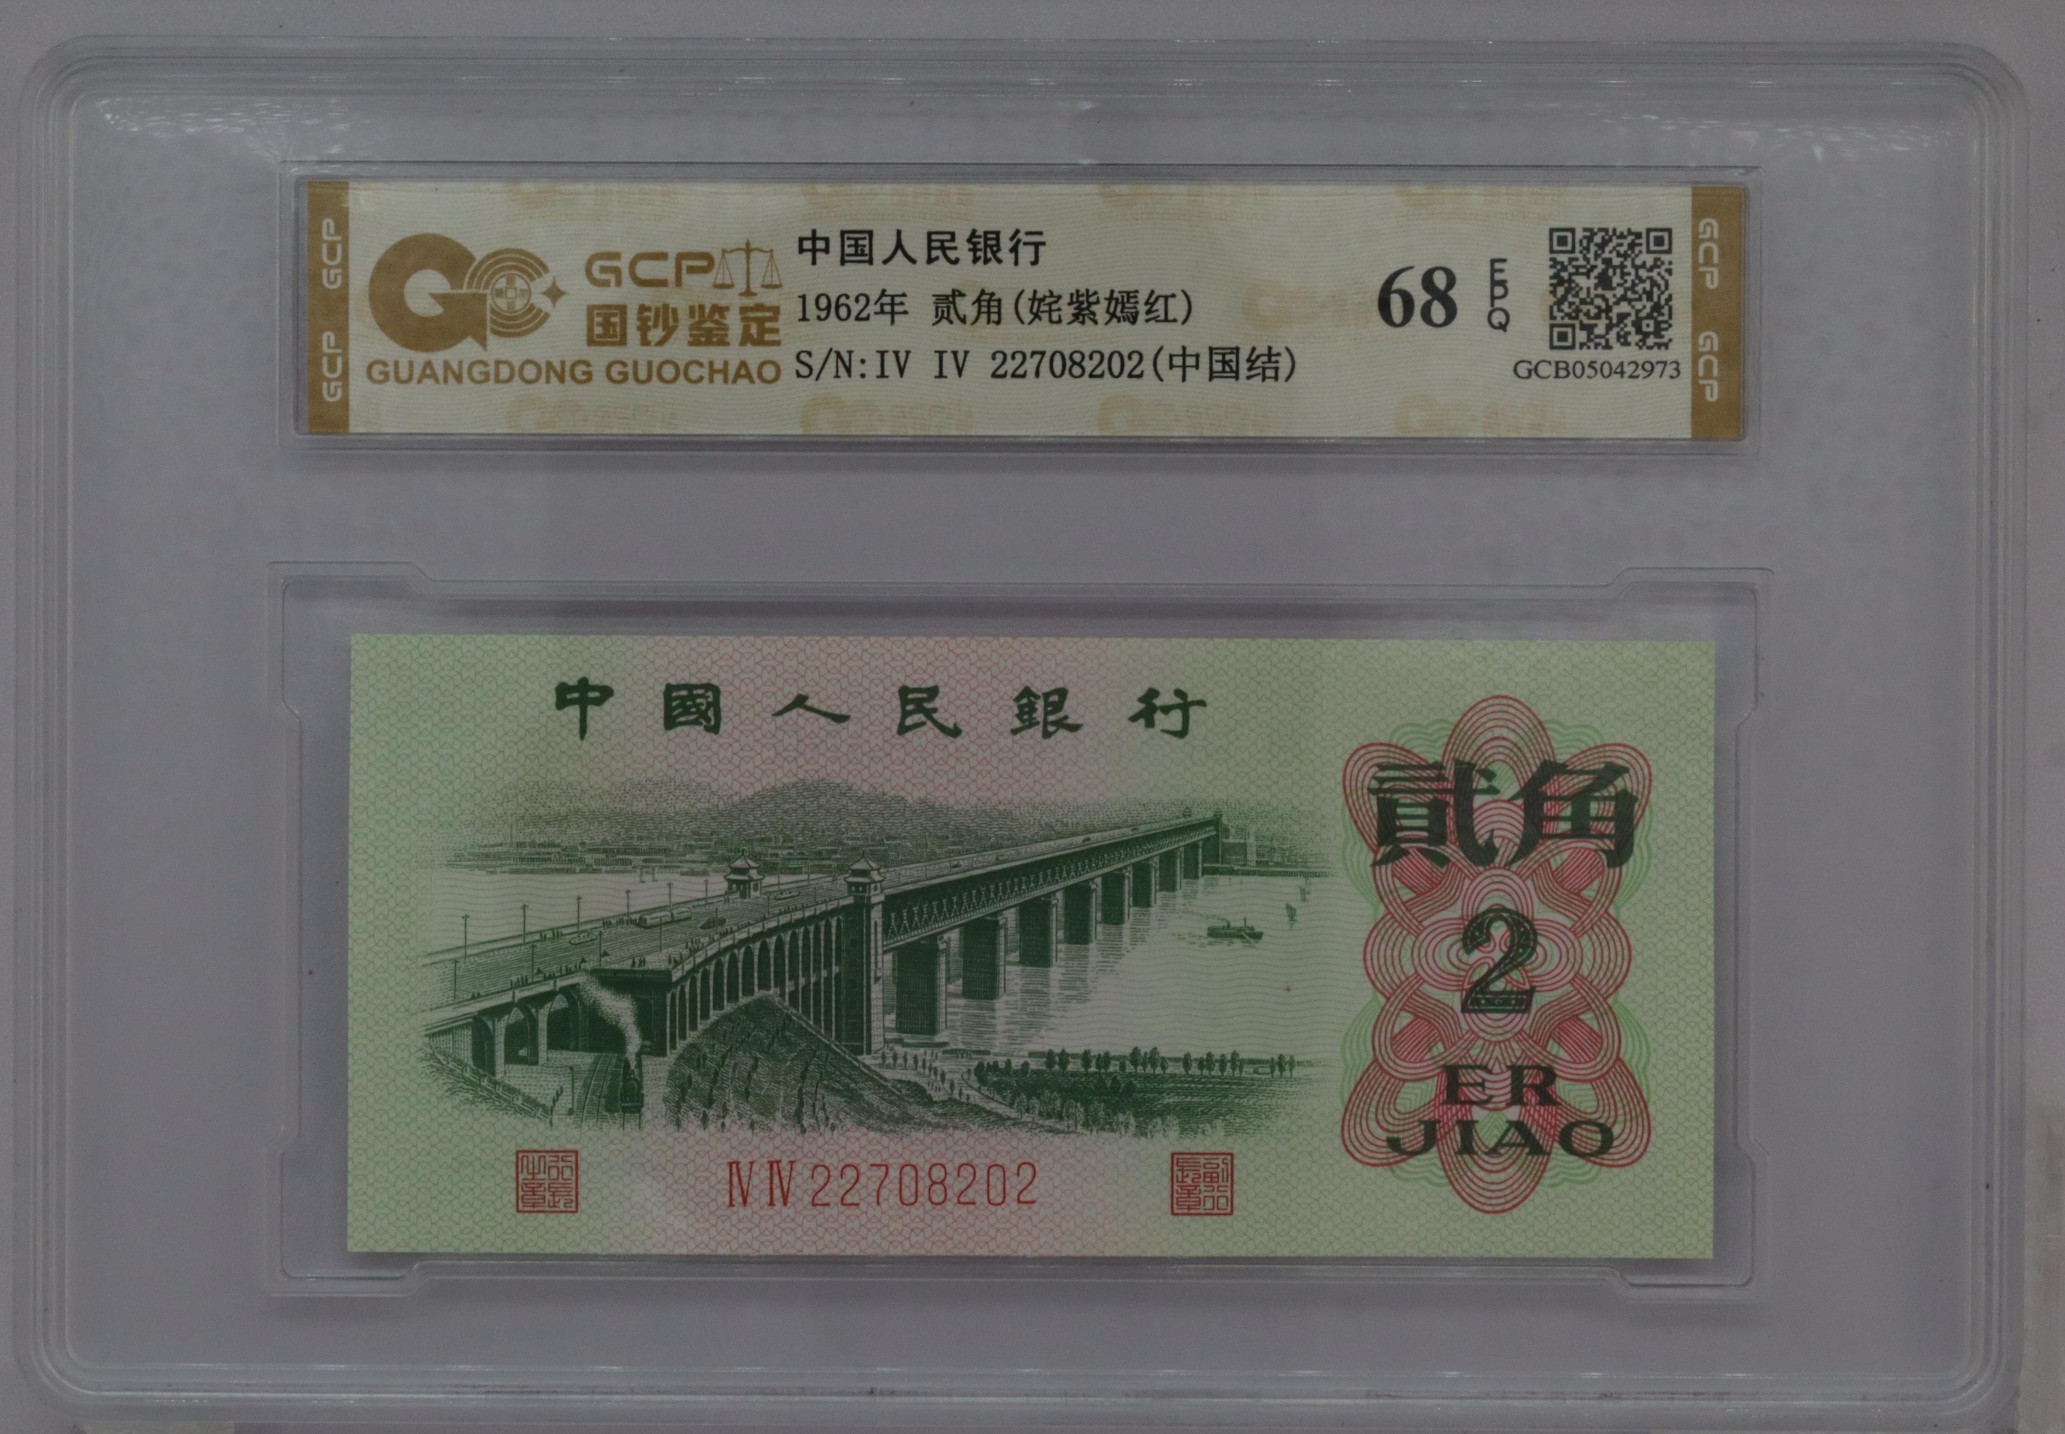 GCP
GCP
GCP
国钞鉴定
GUANGDONG GUOCHAO
中国人民银行
1962年 贰角(姹紫嫣红)
S/N:IV IV 22708202(中国结)
68
EPQ
GCB05042973
GCP
GCP
中國人民銀行
貳角
2
ER
JIAO
ⅣⅣ22708202